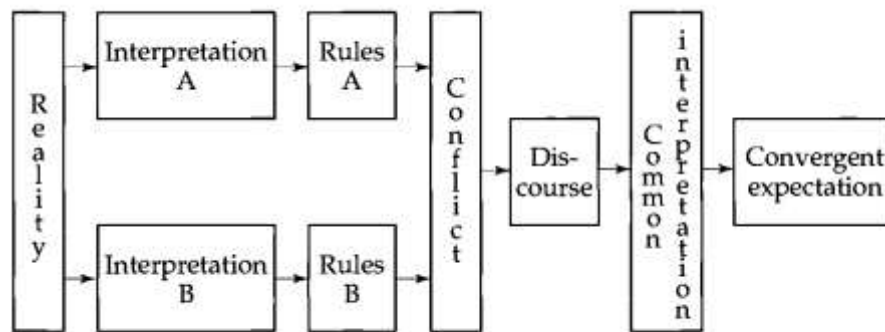 Reality
Interpretation
A
Rules
A
Interpretation
B
Rules
B
Conflict
Dis-
course
Common
interpretation
Convergent
expectation